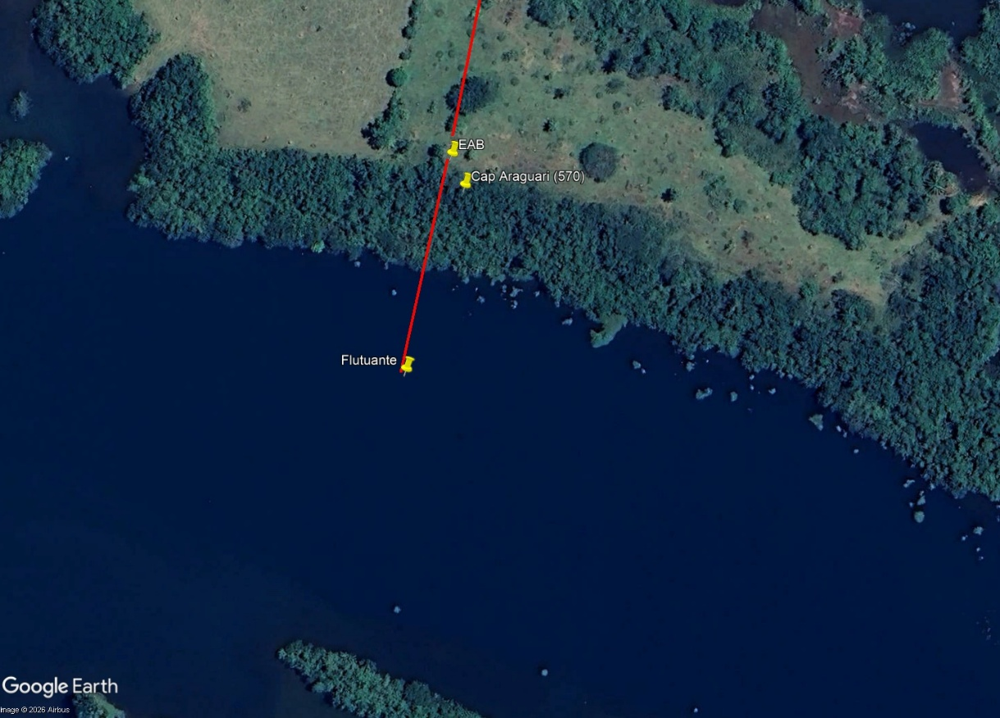 EAB
Cap Araguari (570)
Flutuante
Google Earth
Image © 2026 Airbus